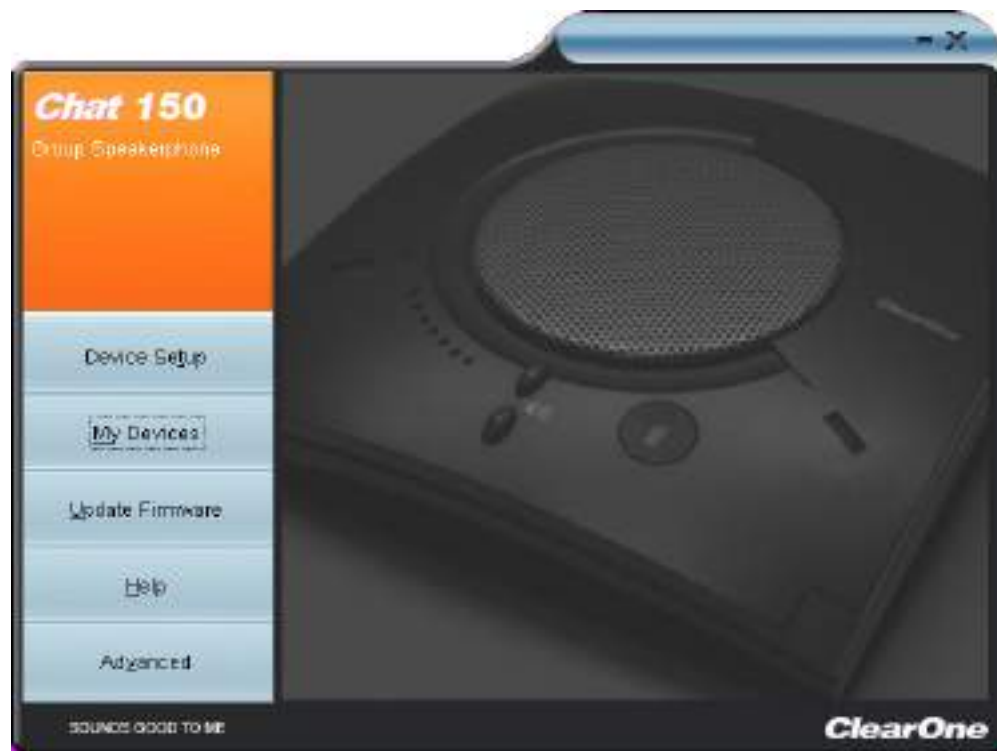 Chat 150
Group Speakerphone
Device Setup
My Devices
Update Firmware
Help
Advanced
SOUNDS GOOD TO ME
ClearOne